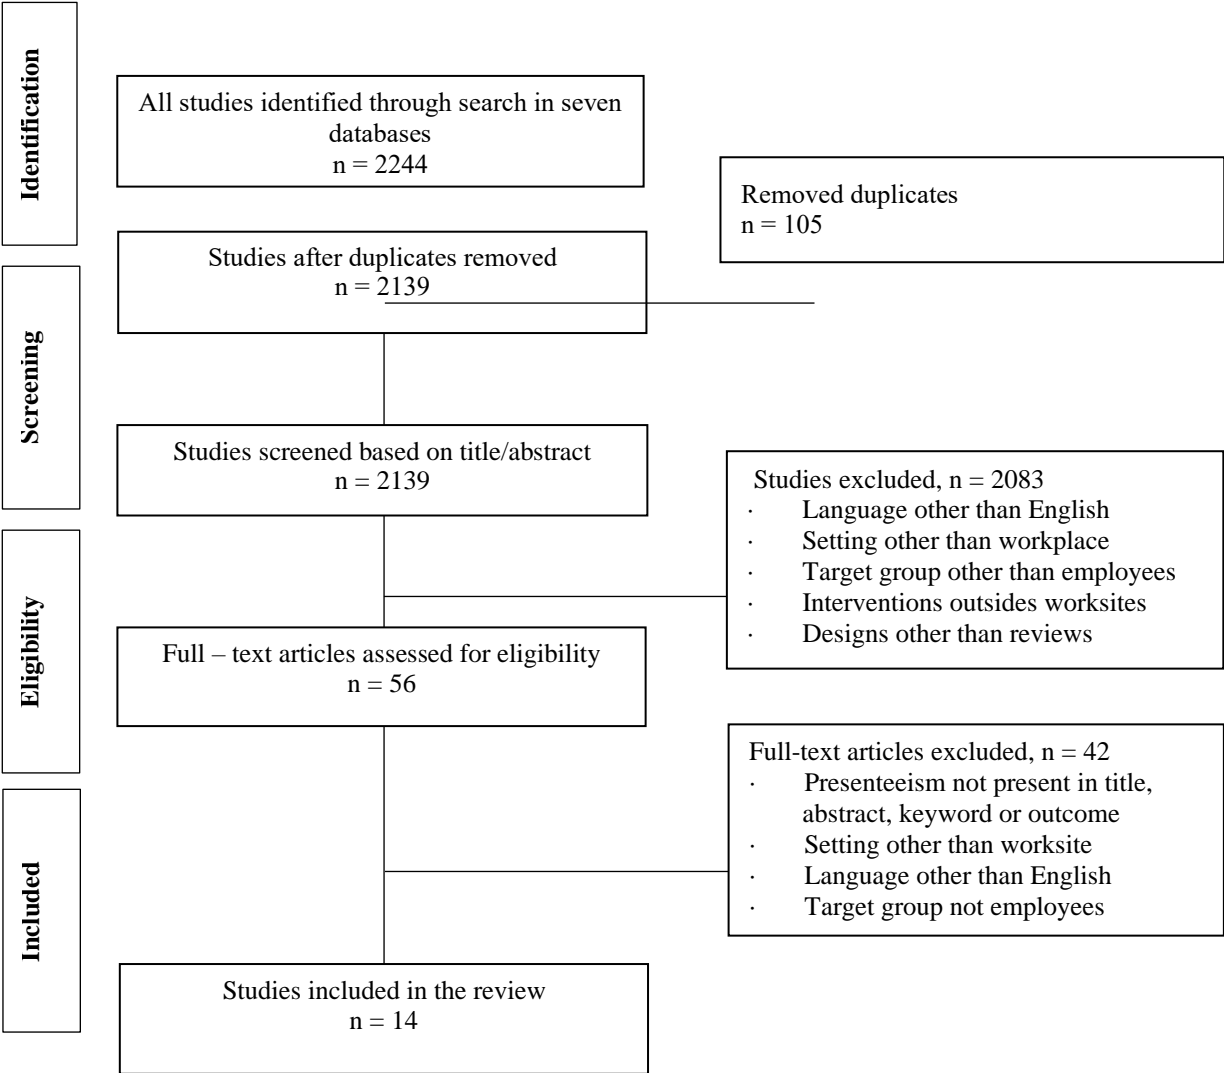 Identification
All studies identified through search in seven
databases
n = 2244
Removed duplicates
n = 105
Studies after duplicates removed
n = 2139
Screening
Studies screened based on title/abstract
n = 2139
Studies excluded, n = 2083
· Language other than English
· Setting other than workplace
· Target group other than employees
· Interventions outsides worksites
· Designs other than reviews
Eligibility
Full – text articles assessed for eligibility
n = 56
Full-text articles excluded, n = 42
· Presenteeism not present in title,
abstract, keyword or outcome
· Setting other than worksite
· Language other than English
· Target group not employees
Included
Studies included in the review
n = 14